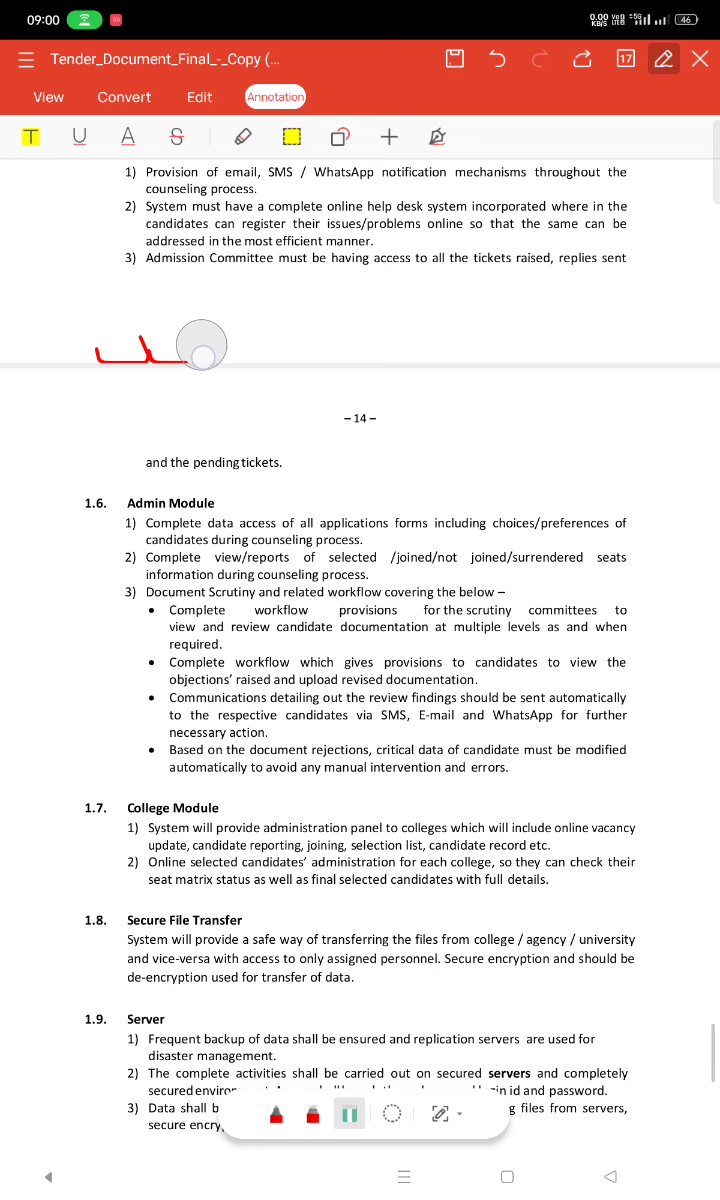 09:00
0.00 KB/S Vo5G LTE 5G 46
Tender_Document_Final_-_Copy (...
17
View Convert Edit Annotation
T U A S
1) Provision of email, SMS / WhatsApp notification mechanisms throughout the
counseling process.
2) System must have a complete online help desk system incorporated where in the
candidates can register their issues/problems online so that the same can be
addressed in the most efficient manner.
3) Admission Committee must be having access to all the tickets raised, replies sent
– 14 –
and the pending tickets.
1.6. Admin Module
1) Complete data access of all applications forms including choices/preferences of
candidates during counseling process.
2) Complete view/reports of selected /joined/not joined/surrendered seats
information during counseling process.
3) Document Scrutiny and related workflow covering the below –
• Complete workflow provisions for the scrutiny committees to
view and review candidate documentation at multiple levels as and when
required.
• Complete workflow which gives provisions to candidates to view the
objections’ raised and upload revised documentation.
• Communications detailing out the review findings should be sent automatically
to the respective candidates via SMS, E-mail and WhatsApp for further
necessary action.
• Based on the document rejections, critical data of candidate must be modified
automatically to avoid any manual intervention and errors.
1.7. College Module
1) System will provide administration panel to colleges which will include online vacancy
update, candidate reporting, joining, selection list, candidate record etc.
2) Online selected candidates’ administration for each college, so they can check their
seat matrix status as well as final selected candidates with full details.
1.8. Secure File Transfer
System will provide a safe way of transferring the files from college / agency / university
and vice-versa with access to only assigned personnel. Secure encryption and should be
de-encryption used for transfer of data.
1.9. Server
1) Frequent backup of data shall be ensured and replication servers are used for
disaster management.
2) The complete activities shall be carried out on secured servers and completely
secured id and password.
3) Data shall files from servers,
secure